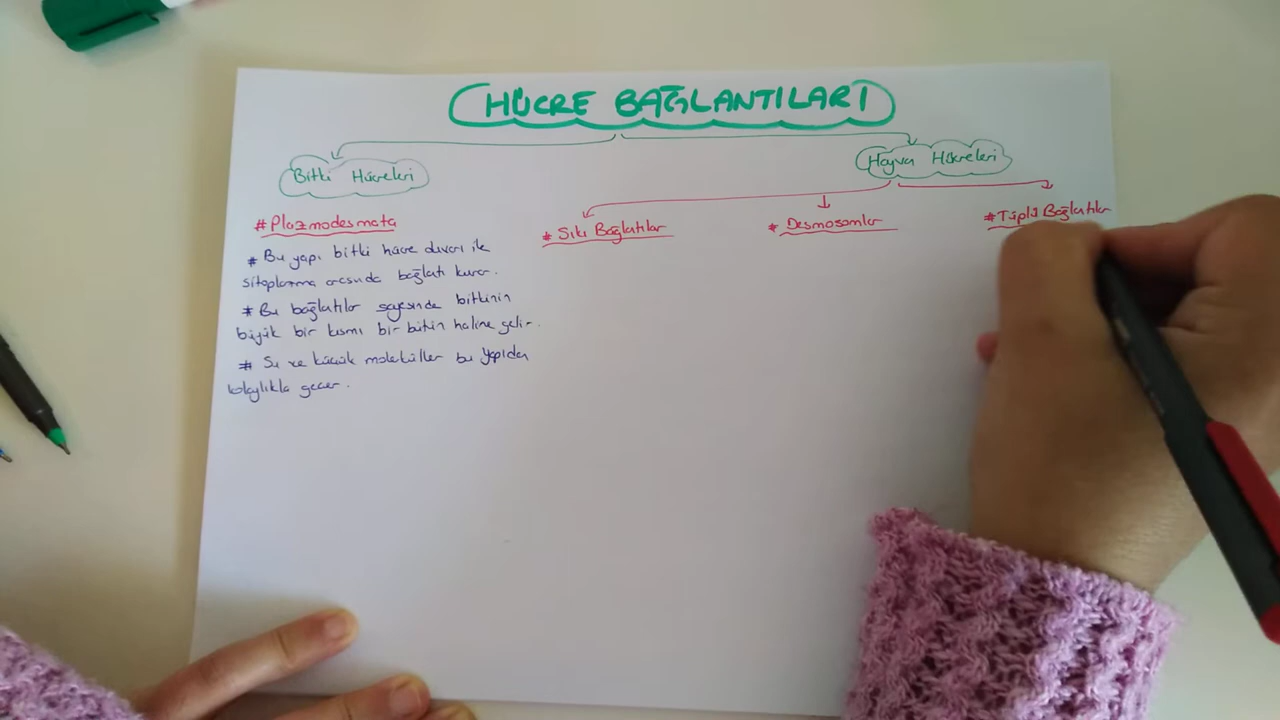 HÜCRE BAĞLANTILARI
Bitki Hücreleri
Hayvan Hücreleri
#Plazmodesmata
* Bu yapı bitki hücre duvarı ile
sitoplazma arasında bağlantı kurar.
* Bu bağlantılar sayesinde bitkinin
büyük bir kısmı bir bütün haline gelir.
* Su ve küçük moleküller bu yapıdan
kolaylıkla geçer.
* Sıkı Bağlantılar
* Desmosomlar
* Tüplü Bağlantılar